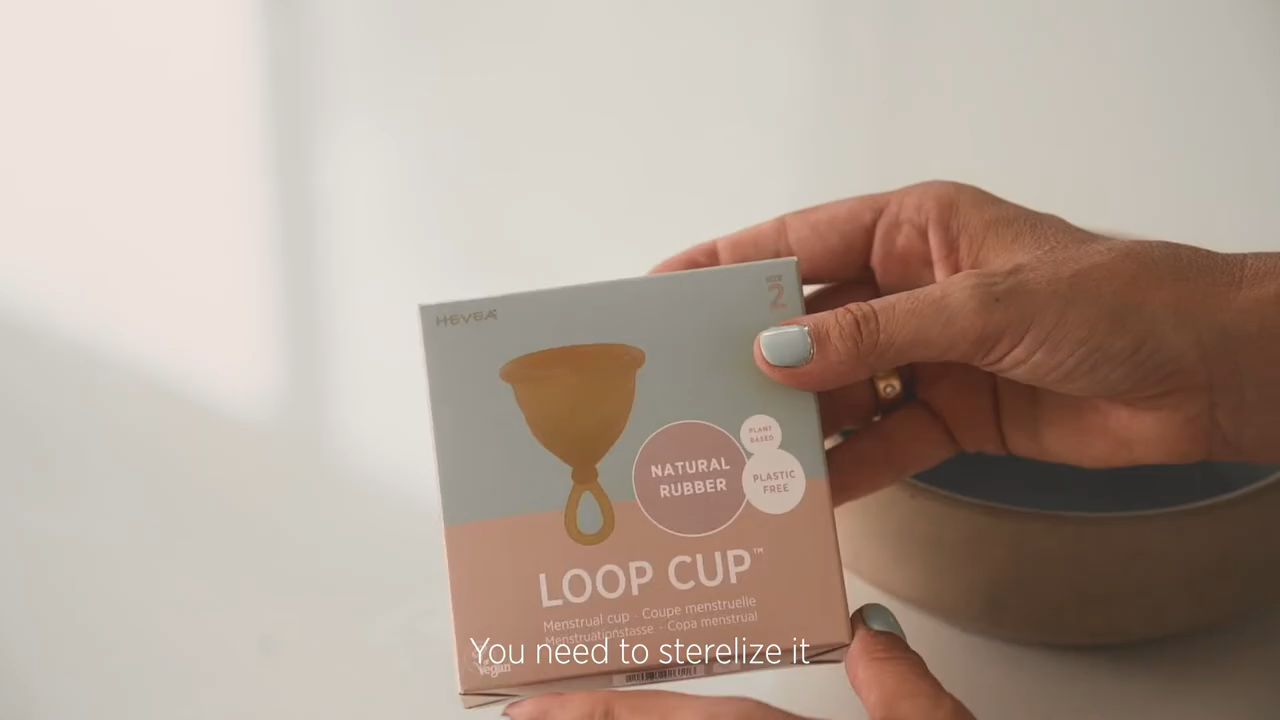 HEVEA
SIZE
2
PLANT
BASED
NATURAL
RUBBER
PLASTIC
FREE
LOOP CUP™
Menstrual cup · Coupe menstruelle
Menstruationstasse · Copa menstrual
You need to sterelize it
Vegan